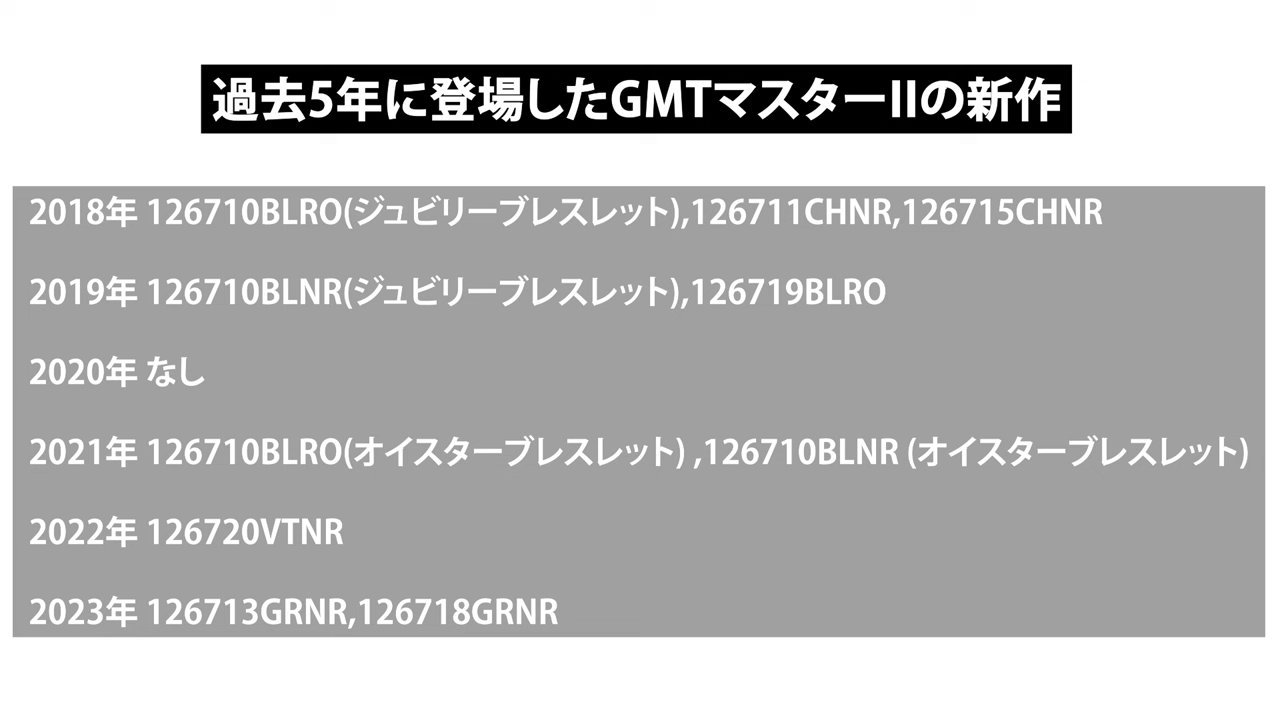 過去5年に登場したGMTマスターIIの新作
2018年 126710BLRO(ジュビリーブレスレット),126711CHNR,126715CHNR
2019年 126710BLNR(ジュビリーブレスレット),126719BLRO
2020年 なし
2021年 126710BLRO(オイスターブレスレット) ,126710BLNR (オイスターブレスレット)
2022年 126720VTNR
2023年 126713GRNR,126718GRNR